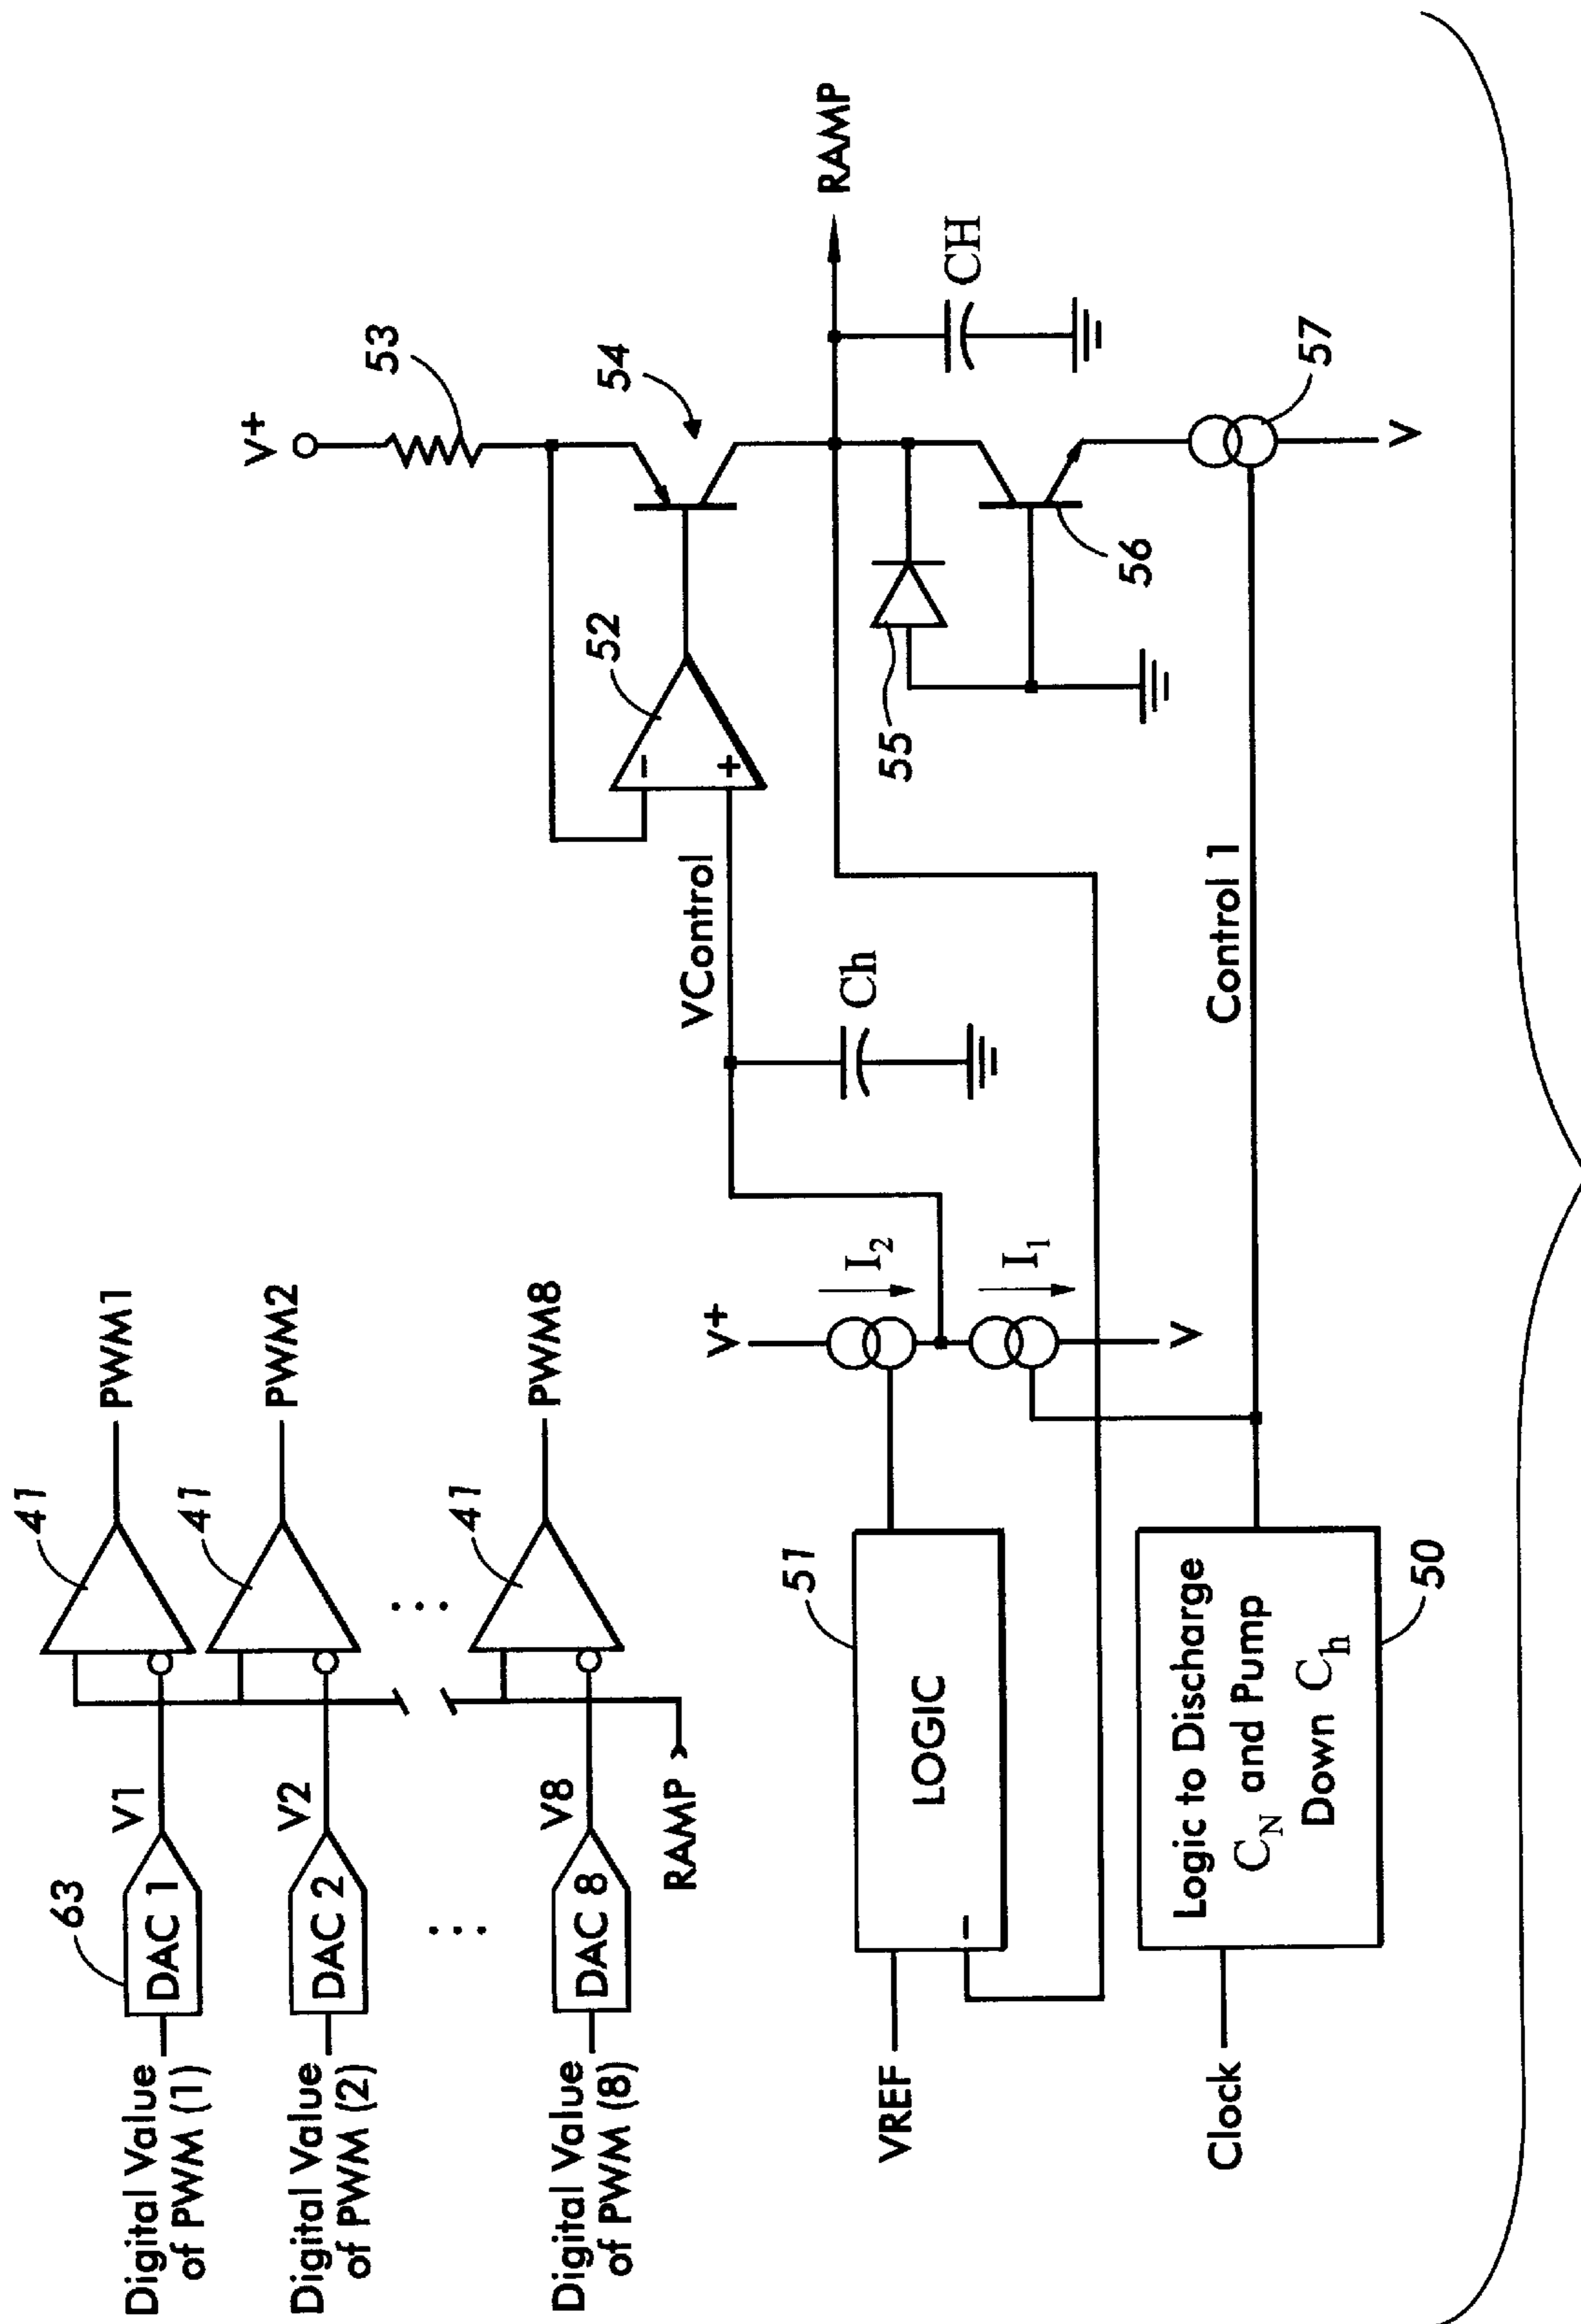 Digital Value
of PWM (1)
63
DAC 1
V1
41
PWM1
Digital Value
of PWM (2)
DAC 2
V2
41
PWM2
...
...
Digital Value
of PWM (8)
DAC 8
V8
41
PWM8
RAMP
V+
53
54
52
VControl
Ch
RAMP
CH
55
56
57
V
V+
I2
I1
V
VREF
LOGIC
51
Clock
Logic to Discharge
CN and Pump
Down Ch
50
Control 1
−
+
−